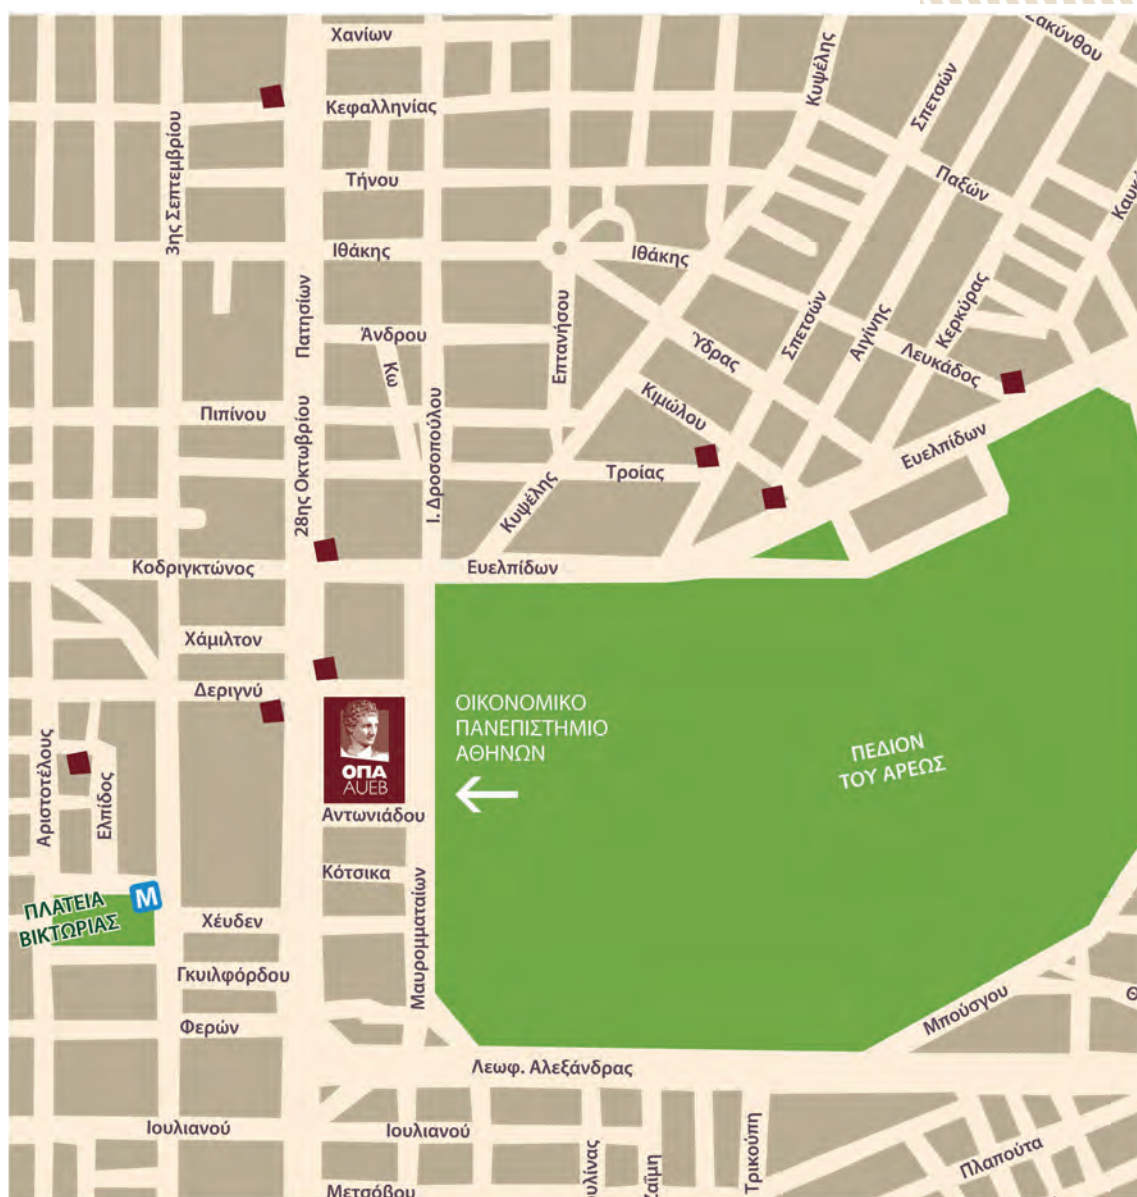 Ζακύνθου
Χανίων
Κυψέλης
Σπετσών
Κεφαλληνίας
3ης Σεπτεμβρίου
Τήνου
Παξών
Ιθάκης
Ιθάκης
Πατησίων
Επτανήσου
Σπετσών
Αιγίνης
Κερκύρας
Άνδρου
Κω
Ύδρας
Λευκάδος
Κιμώλου
Πιπίνου
28ης Οκτωβρίου
Ι. Δροσοπούλου
Ευελπίδων
Τροίας
Κυψέλης
Κοδριγκτώνος
Ευελπίδων
Χάμιλτον
Δεριγνύ
ΟΙΚΟΝΟΜΙΚΟ
ΠΑΝΕΠΙΣΤΗΜΙΟ
ΑΘΗΝΩΝ
ΠΕΔΙΟΝ
ΤΟΥ ΑΡΕΩΣ
ΟΠΑ
AUEB
Αριστοτέλους
Ελπίδος
Αντωνιάδου
Κότσικα
Μαυρομματαίων
M
ΠΛΑΤΕΙΑ
ΒΙΚΤΩΡΙΑΣ
Χέυδεν
Γκυιλφόρδου
Φερών
Μπούσγου
Λεωφ. Αλεξάνδρας
Ιουλιανού
Ιουλιανού
Τρικούπη
Πλαπούτα
Ζαΐμη
Μετσόβου